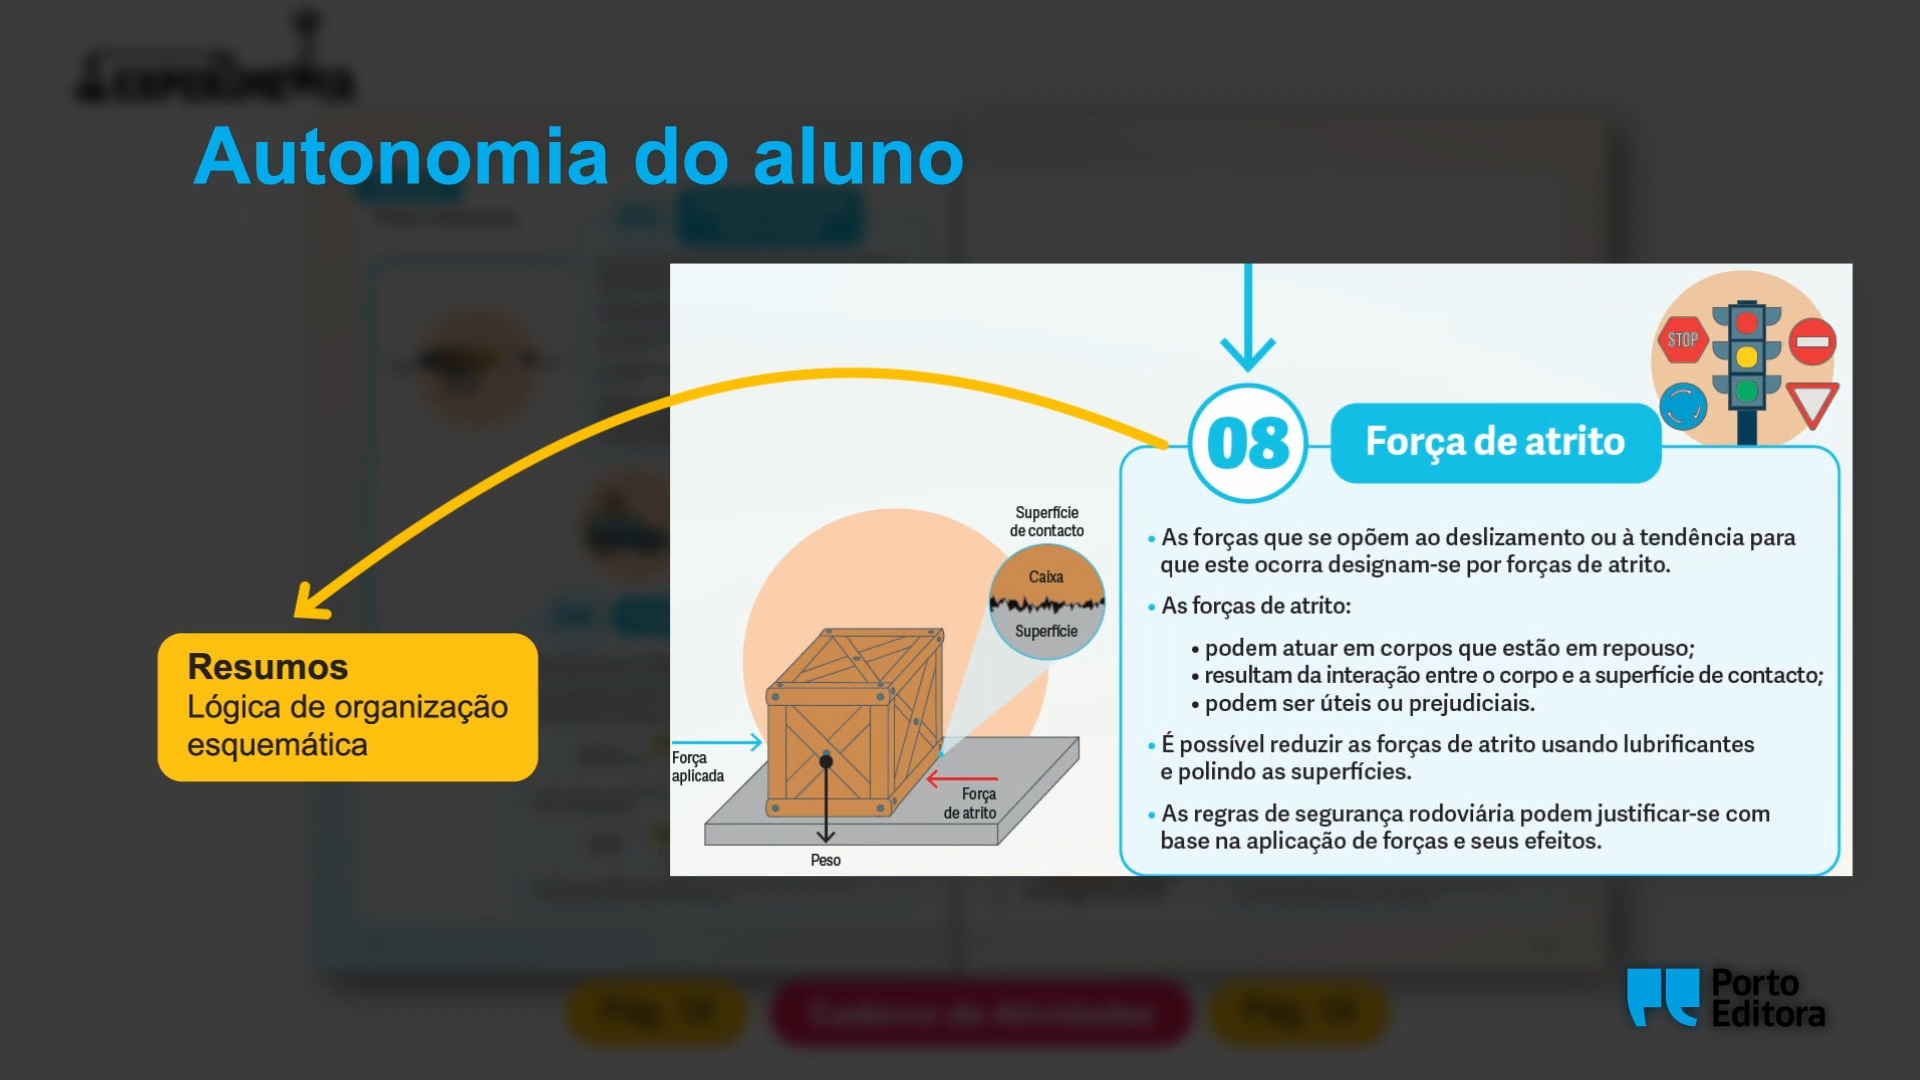 EXPERIMENTA
Autonomia do aluno
STOP
08
Força de atrito
Superfície
de contacto
Caixa
Superfície
Força
aplicada
Força
de atrito
Peso
• As forças que se opõem ao deslizamento ou à tendência para
que este ocorra designam-se por forças de atrito.
• As forças de atrito:
• podem atuar em corpos que estão em repouso;
• resultam da interação entre o corpo e a superfície de contacto;
• podem ser úteis ou prejudiciais.
• É possível reduzir as forças de atrito usando lubrificantes
e polindo as superfícies.
• As regras de segurança rodoviária podem justificar-se com
base na aplicação de forças e seus efeitos.
Resumos
Lógica de organização
esquemática
Caderno de Atividades
Porto
Editora